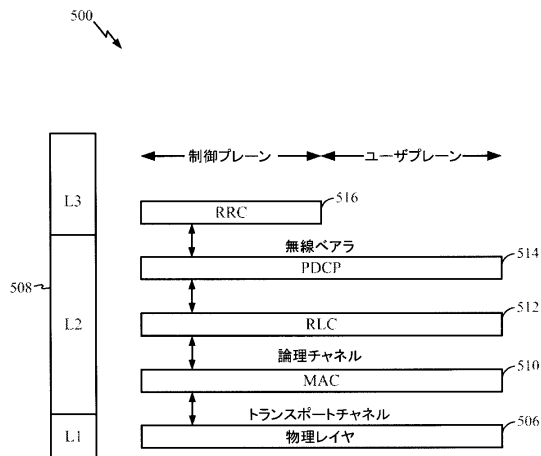 500
制御プレーン
ユーザプレーン
L3
RRC
516
無線ベアラ
PDCP
514
508
L2
RLC
512
論理チャネル
MAC
510
トランスポートチャネル
L1
物理レイヤ
506